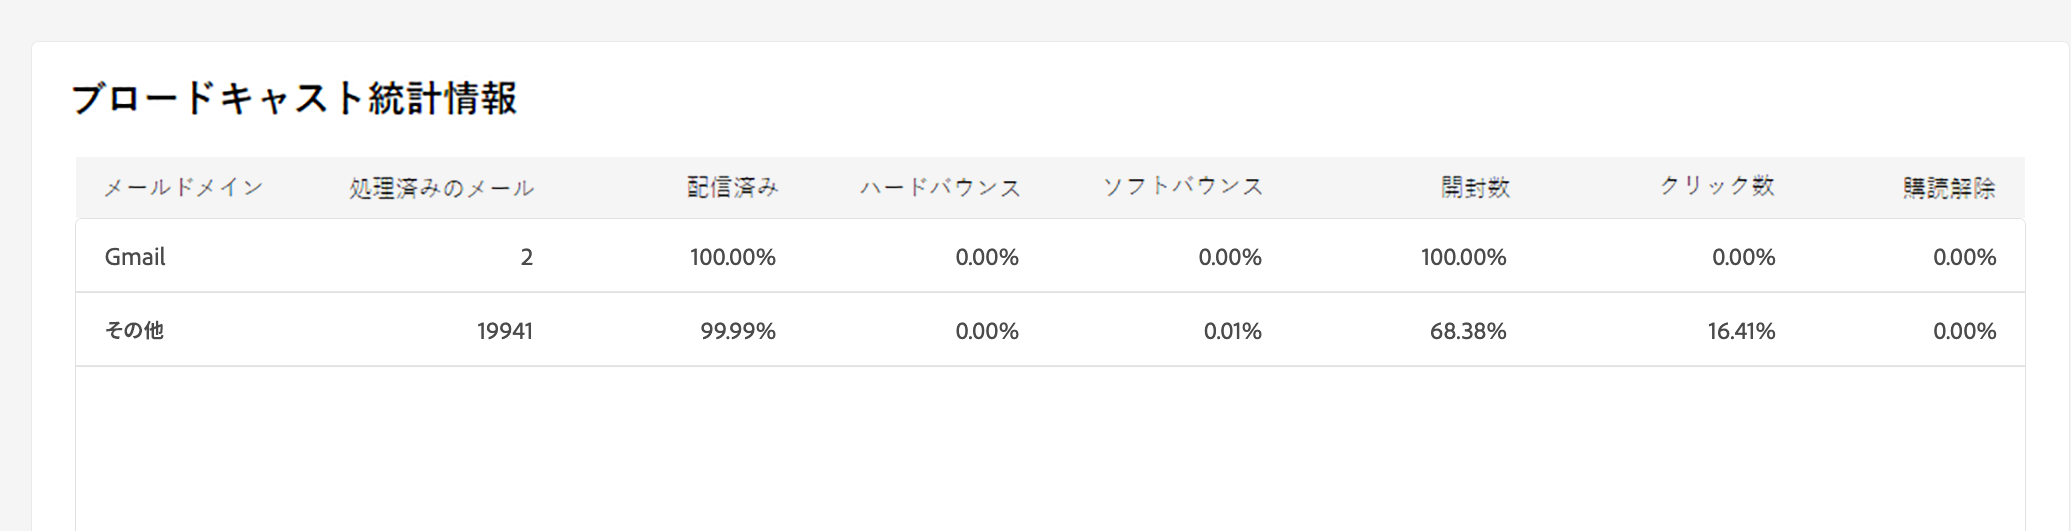 ブロードキャスト統計情報
メールドメイン 処理済みのメール 配信済み ハードバウンス ソフトバウンス 開封数 クリック数 購読解除
Gmail 2 100.00% 0.00% 0.00% 100.00% 0.00% 0.00%
その他 19941 99.99% 0.00% 0.01% 68.38% 16.41% 0.00%